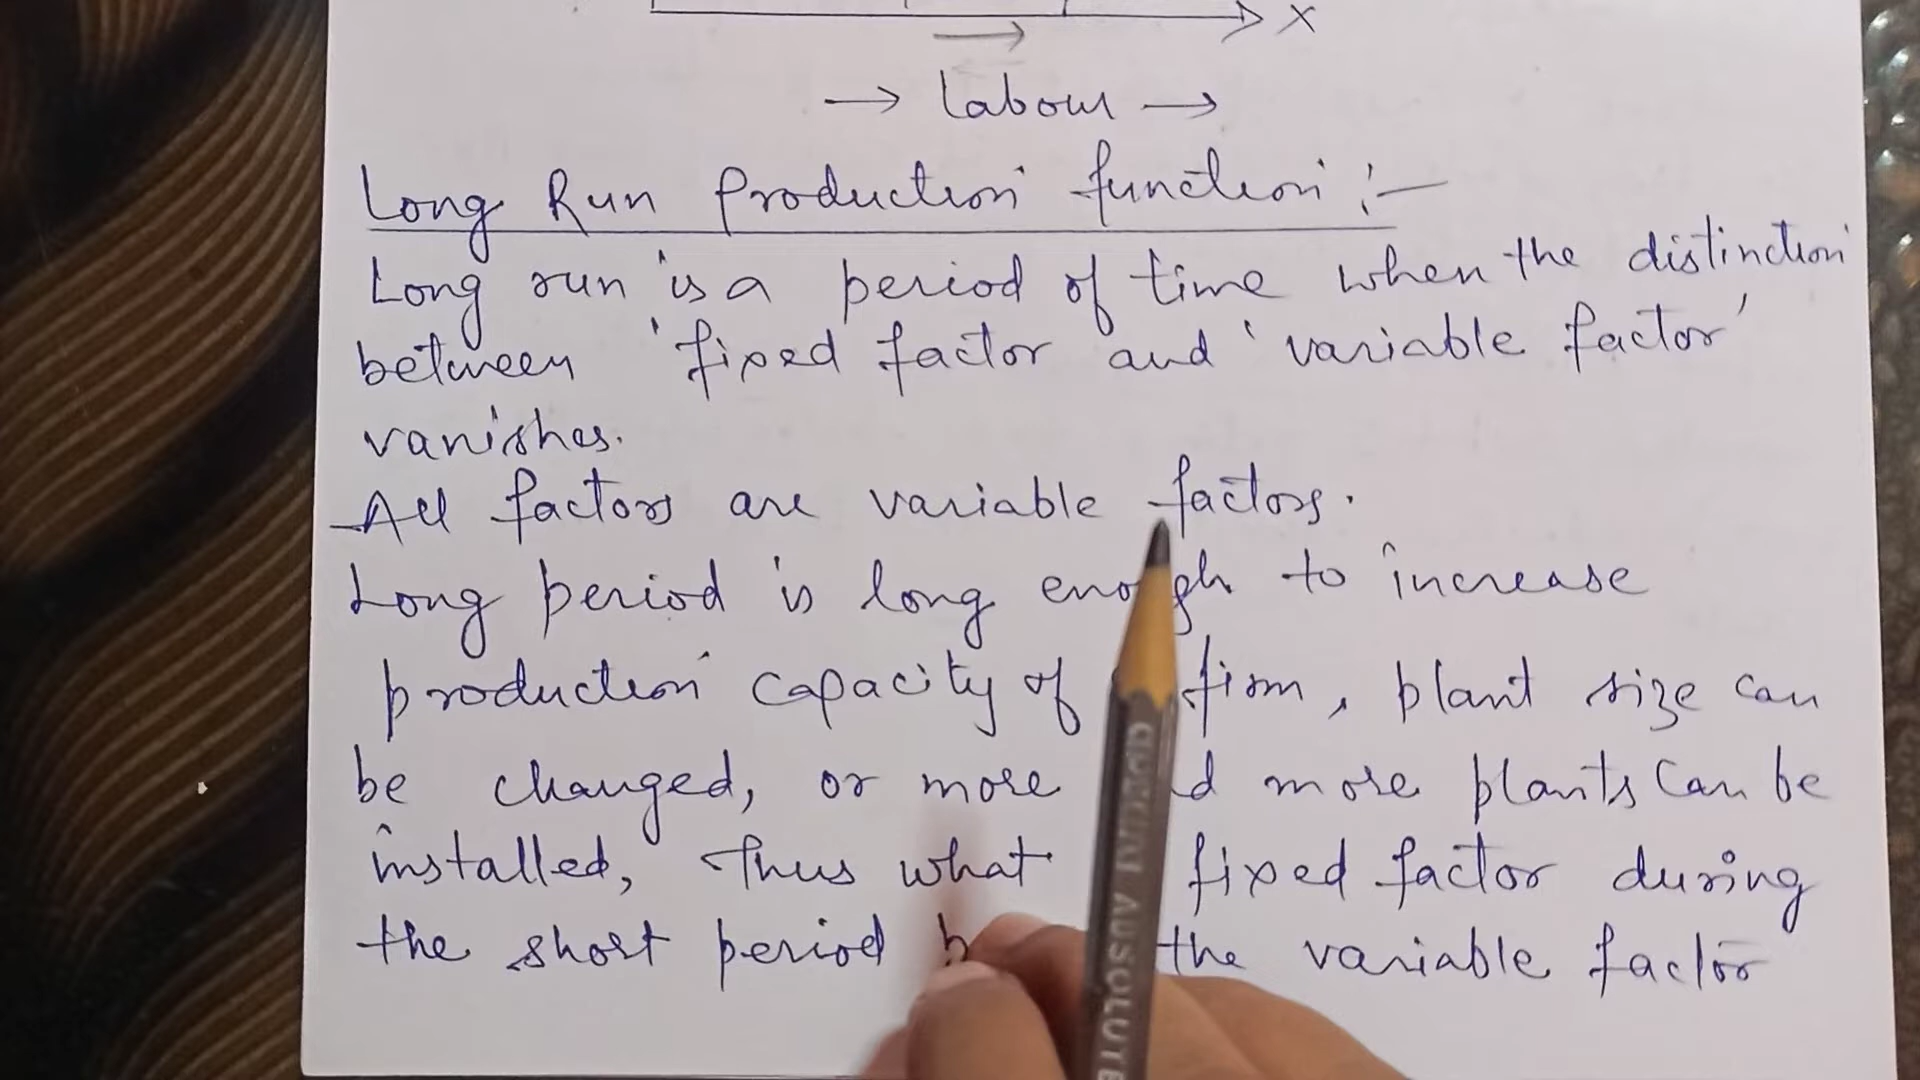 X
→ labour →
Long Run Production function :-
Long run is a period of time when the distinction
between 'fixed factor and 'variable factor'
vanishes.
All factors are variable factors.
Long period is long enough to increase
production capacity of firm, plant size can
be changed, or more more plants can be
installed, Thus what fixed factor during
the short period the variable factor
ABSOLUTE